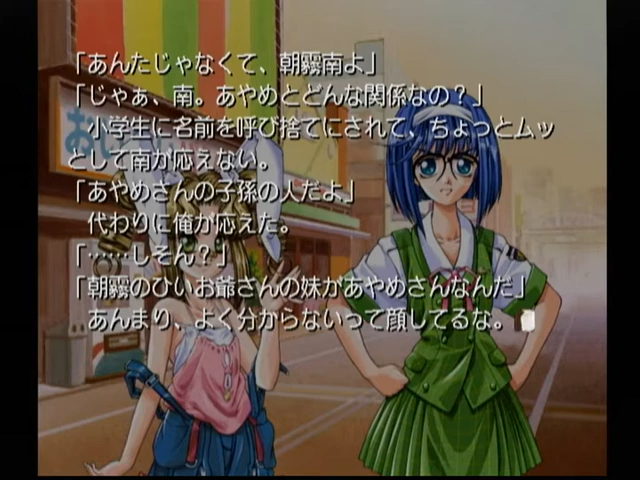 「あんたじゃなくて、朝霧南よ」
「じゃぁ、南。あやめとどんな関係なの？」
　小学生に名前を呼び捨てにされて、ちょっとムッ
として南が応えない。
「あやめさんの子孫の人だよ」
　代わりに俺が応えた。
「……しそん？」
「朝霧のひいお爺さんの妹があやめさんなんだ」
　あんまり、よく分からないって顔してるな。